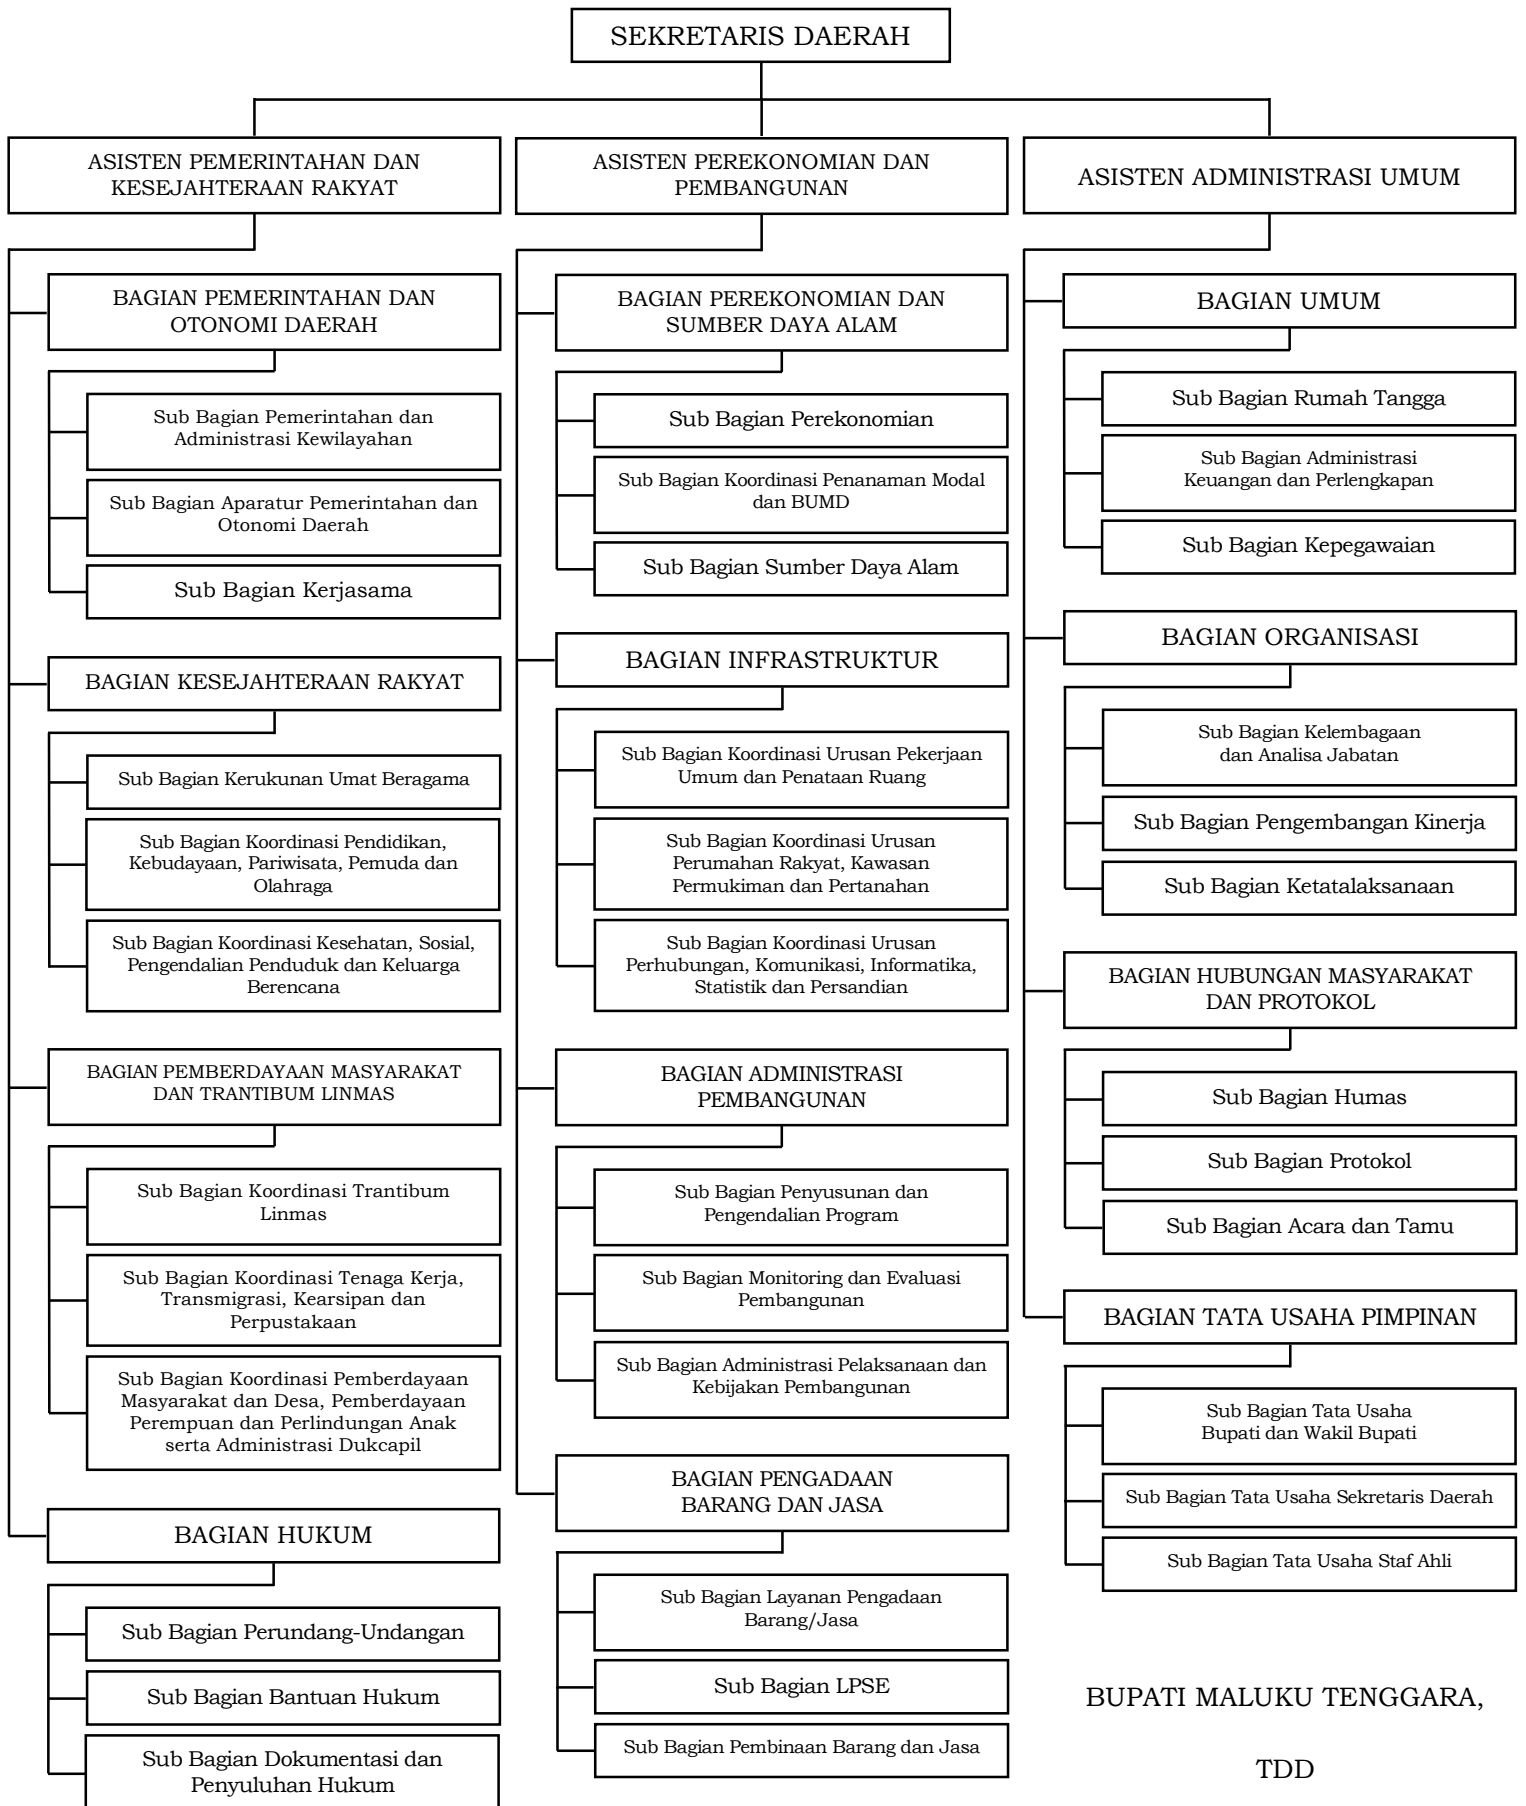 SEKRETARIS DAERAH
ASISTEN PEMERINTAHAN DAN
KESEJAHTERAAN RAKYAT
BAGIAN PEMERINTAHAN DAN
OTONOMI DAERAH
Sub Bagian Pemerintahan dan
Administrasi Kewilayahan
Sub Bagian Aparatur Pemerintahan dan
Otonomi Daerah
Sub Bagian Kerjasama
BAGIAN KESEJAHTERAAN RAKYAT
Sub Bagian Kerukunan Umat Beragama
Sub Bagian Koordinasi Pendidikan,
Kebudayaan, Pariwisata, Pemuda dan
Olahraga
Sub Bagian Koordinasi Kesehatan, Sosial,
Pengendalian Penduduk dan Keluarga
Berencana
BAGIAN PEMBERDAYAAN MASYARAKAT
DAN TRANTIBUM LINMAS
Sub Bagian Koordinasi Trantibum
Linmas
Sub Bagian Koordinasi Tenaga Kerja,
Transmigrasi, Kearsipan dan
Perpustakaan
Sub Bagian Koordinasi Pemberdayaan
Masyarakat dan Desa, Pemberdayaan
Perempuan dan Perlindungan Anak
serta Administrasi Dukcapil
BAGIAN HUKUM
Sub Bagian Perundang-Undangan
Sub Bagian Bantuan Hukum
Sub Bagian Dokumentasi dan
Penyuluhan Hukum
ASISTEN PEREKONOMIAN DAN
PEMBANGUNAN
BAGIAN PEREKONOMIAN DAN
SUMBER DAYA ALAM
Sub Bagian Perekonomian
Sub Bagian Koordinasi Penanaman Modal
dan BUMD
Sub Bagian Sumber Daya Alam
BAGIAN INFRASTRUKTUR
Sub Bagian Koordinasi Urusan Pekerjaan
Umum dan Penataan Ruang
Sub Bagian Koordinasi Urusan
Perumahan Rakyat, Kawasan
Permukiman dan Pertanahan
Sub Bagian Koordinasi Urusan
Perhubungan, Komunikasi, Informatika,
Statistik dan Persandian
BAGIAN ADMINISTRASI
PEMBANGUNAN
Sub Bagian Penyusunan dan
Pengendalian Program
Sub Bagian Monitoring dan Evaluasi
Pembangunan
Sub Bagian Administrasi Pelaksanaan dan
Kebijakan Pembangunan
BAGIAN PENGADAAN
BARANG DAN JASA
Sub Bagian Layanan Pengadaan
Barang/Jasa
Sub Bagian LPSE
Sub Bagian Pembinaan Barang dan Jasa
ASISTEN ADMINISTRASI UMUM
BAGIAN UMUM
Sub Bagian Rumah Tangga
Sub Bagian Administrasi
Keuangan dan Perlengkapan
Sub Bagian Kepegawaian
BAGIAN ORGANISASI
Sub Bagian Kelembagaan
dan Analisa Jabatan
Sub Bagian Pengembangan Kinerja
Sub Bagian Ketatalaksanaan
BAGIAN HUBUNGAN MASYARAKAT
DAN PROTOKOL
Sub Bagian Humas
Sub Bagian Protokol
Sub Bagian Acara dan Tamu
BAGIAN TATA USAHA PIMPINAN
Sub Bagian Tata Usaha
Bupati dan Wakil Bupati
Sub Bagian Tata Usaha Sekretaris Daerah
Sub Bagian Tata Usaha Staf Ahli
BUPATI MALUKU TENGGARA,
TDD